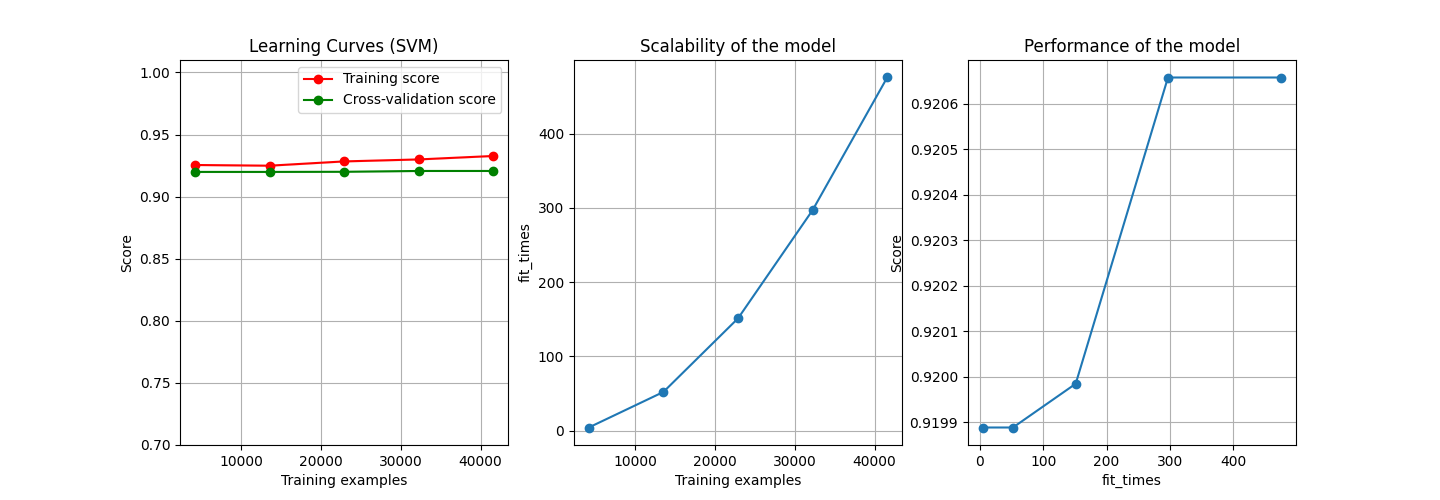 Learning Curves (SVM)
Training score
Cross-validation score
1.00
0.95
0.90
0.85
0.80
0.75
0.70
Score
10000 20000 30000 40000
Training examples
Scalability of the model
400
300
200
100
0
fit_times
10000 20000 30000 40000
Training examples
Performance of the model
0.9206
0.9205
0.9204
0.9203
0.9202
0.9201
0.9200
0.9199
Score
0 100 200 300 400
fit_times